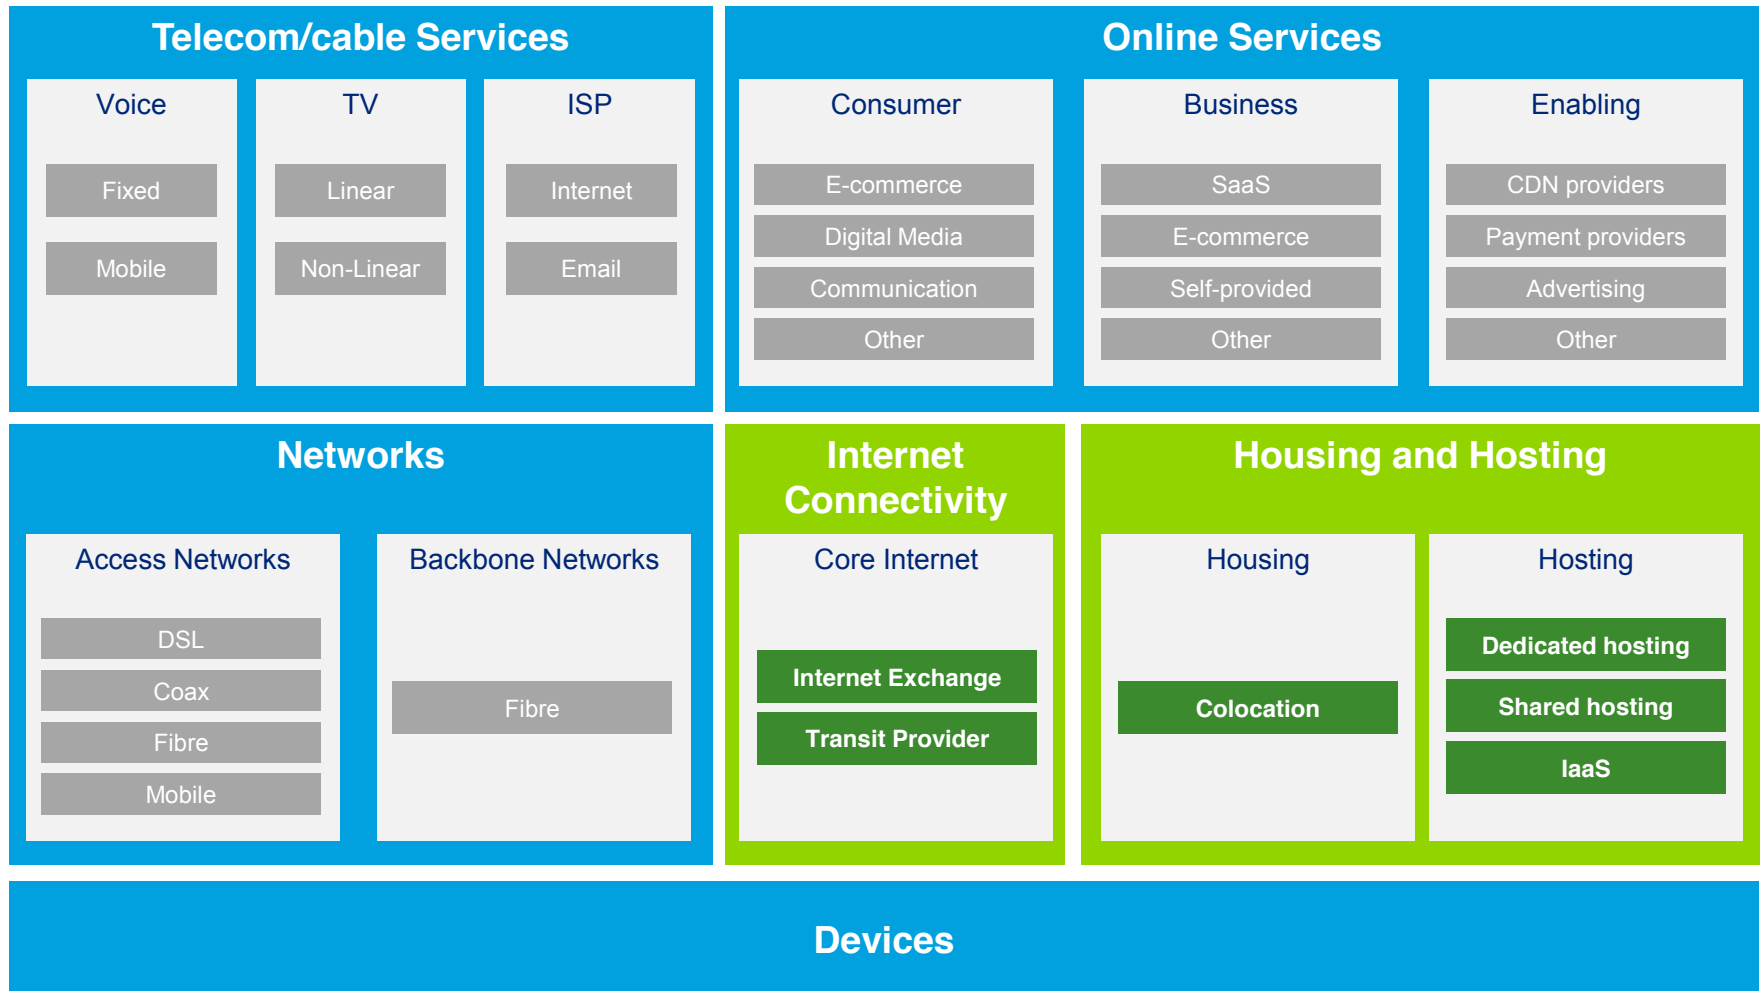 Telecom/cable Services
Voice
Fixed
Mobile
TV
Linear
Non-Linear
ISP
Internet
Email
Online Services
Consumer
E-commerce
Digital Media
Communication
Other
Business
SaaS
E-commerce
Self-provided
Other
Enabling
CDN providers
Payment providers
Advertising
Other
Networks
Access Networks
DSL
Coax
Fibre
Mobile
Backbone Networks
Fibre
Internet
Connectivity
Core Internet
Internet Exchange
Transit Provider
Housing and Hosting
Housing
Colocation
Hosting
Dedicated hosting
Shared hosting
IaaS
Devices